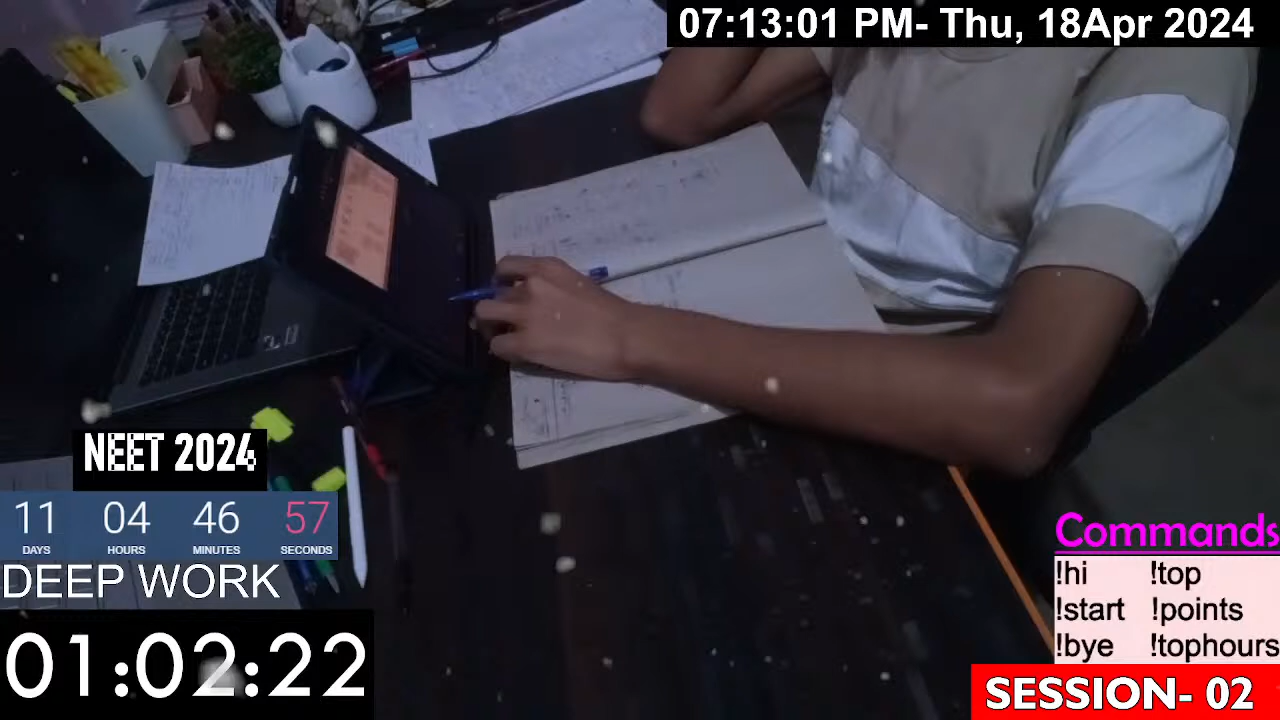 07:13:01 PM- Thu, 18Apr 2024
NEET 2024
11 04 46 57
DAYS HOURS MINUTES SECONDS
DEEP WORK
01:02:22
Commands
!hi !top
!start !points
!bye !tophours
SESSION- 02